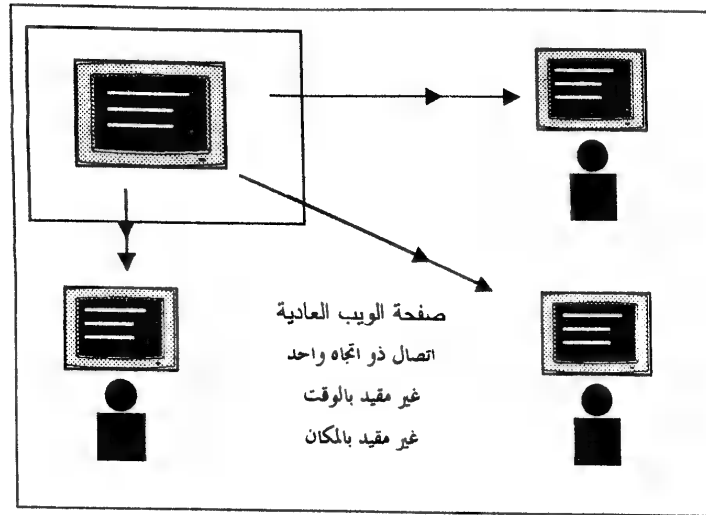 صفحة الويب العادية
اتصال ذو اتجاه واحد
غير مقيد بالوقت
غير مقيد بالمكان